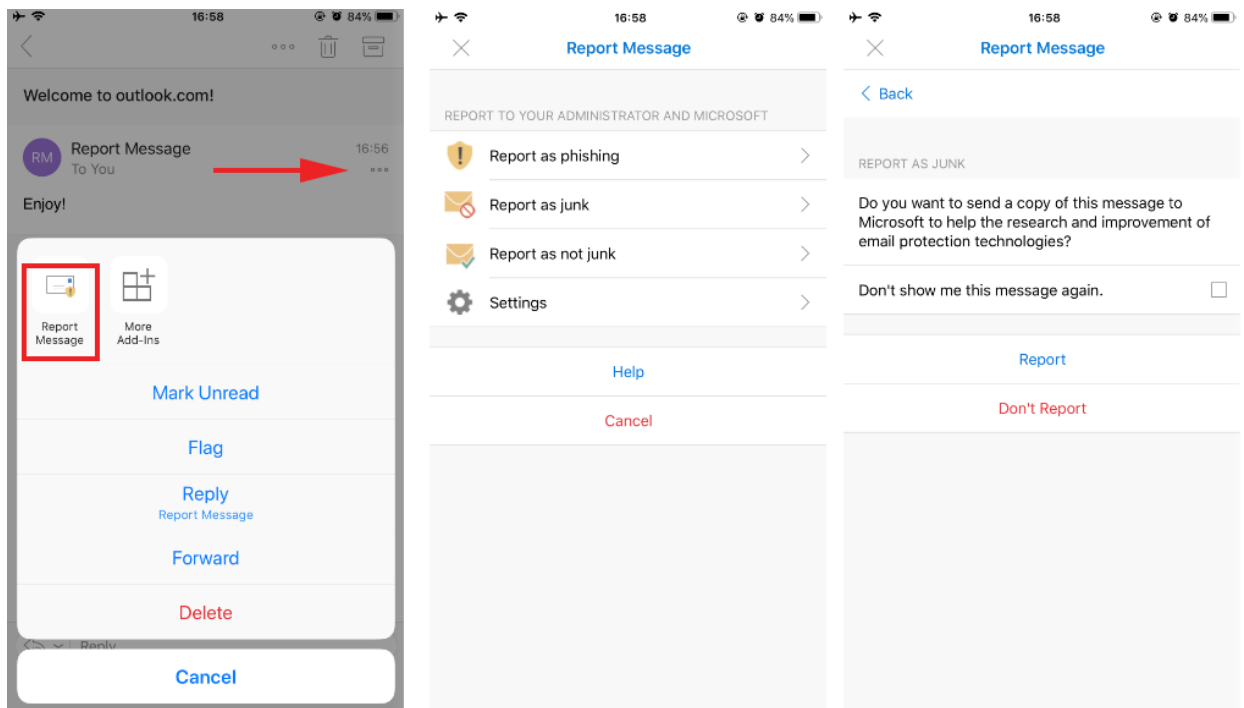 16:58
84%
Welcome to outlook.com!
RM
Report Message
16:56
To You
Enjoy!
Report
Message
More
Add-Ins
Mark Unread
Flag
Reply
Report Message
Forward
Delete
Reply
Cancel
16:58
84%
Report Message
REPORT TO YOUR ADMINISTRATOR AND MICROSOFT
Report as phishing
Report as junk
Report as not junk
Settings
Help
Cancel
16:58
84%
Report Message
Back
REPORT AS JUNK
Do you want to send a copy of this message to
Microsoft to help the research and improvement of
email protection technologies?
Don't show me this message again.
Report
Don't Report